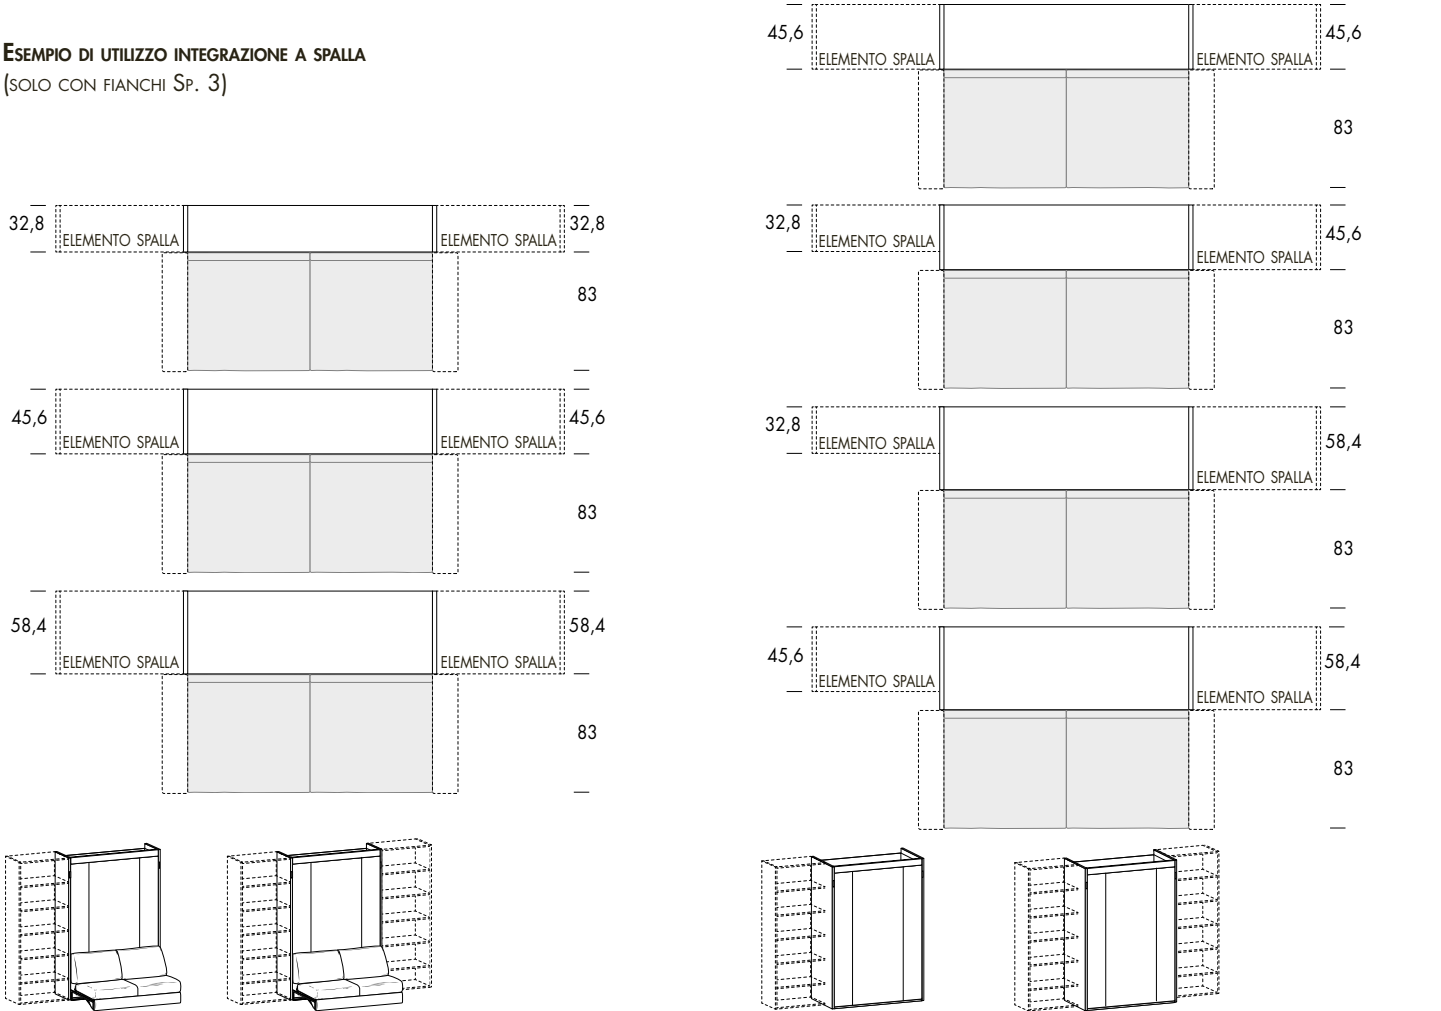 Esempio di utilizzo integrazione a spalla
(solo con fianchi Sp. 3)
32,8 ELEMENTO SPALLA ELEMENTO SPALLA 32,8
83
45,6 ELEMENTO SPALLA ELEMENTO SPALLA 45,6
83
58,4 ELEMENTO SPALLA ELEMENTO SPALLA 58,4
83
45,6 ELEMENTO SPALLA ELEMENTO SPALLA 45,6
83
32,8 ELEMENTO SPALLA ELEMENTO SPALLA 45,6
83
32,8 ELEMENTO SPALLA ELEMENTO SPALLA 58,4
83
45,6 ELEMENTO SPALLA ELEMENTO SPALLA 58,4
83